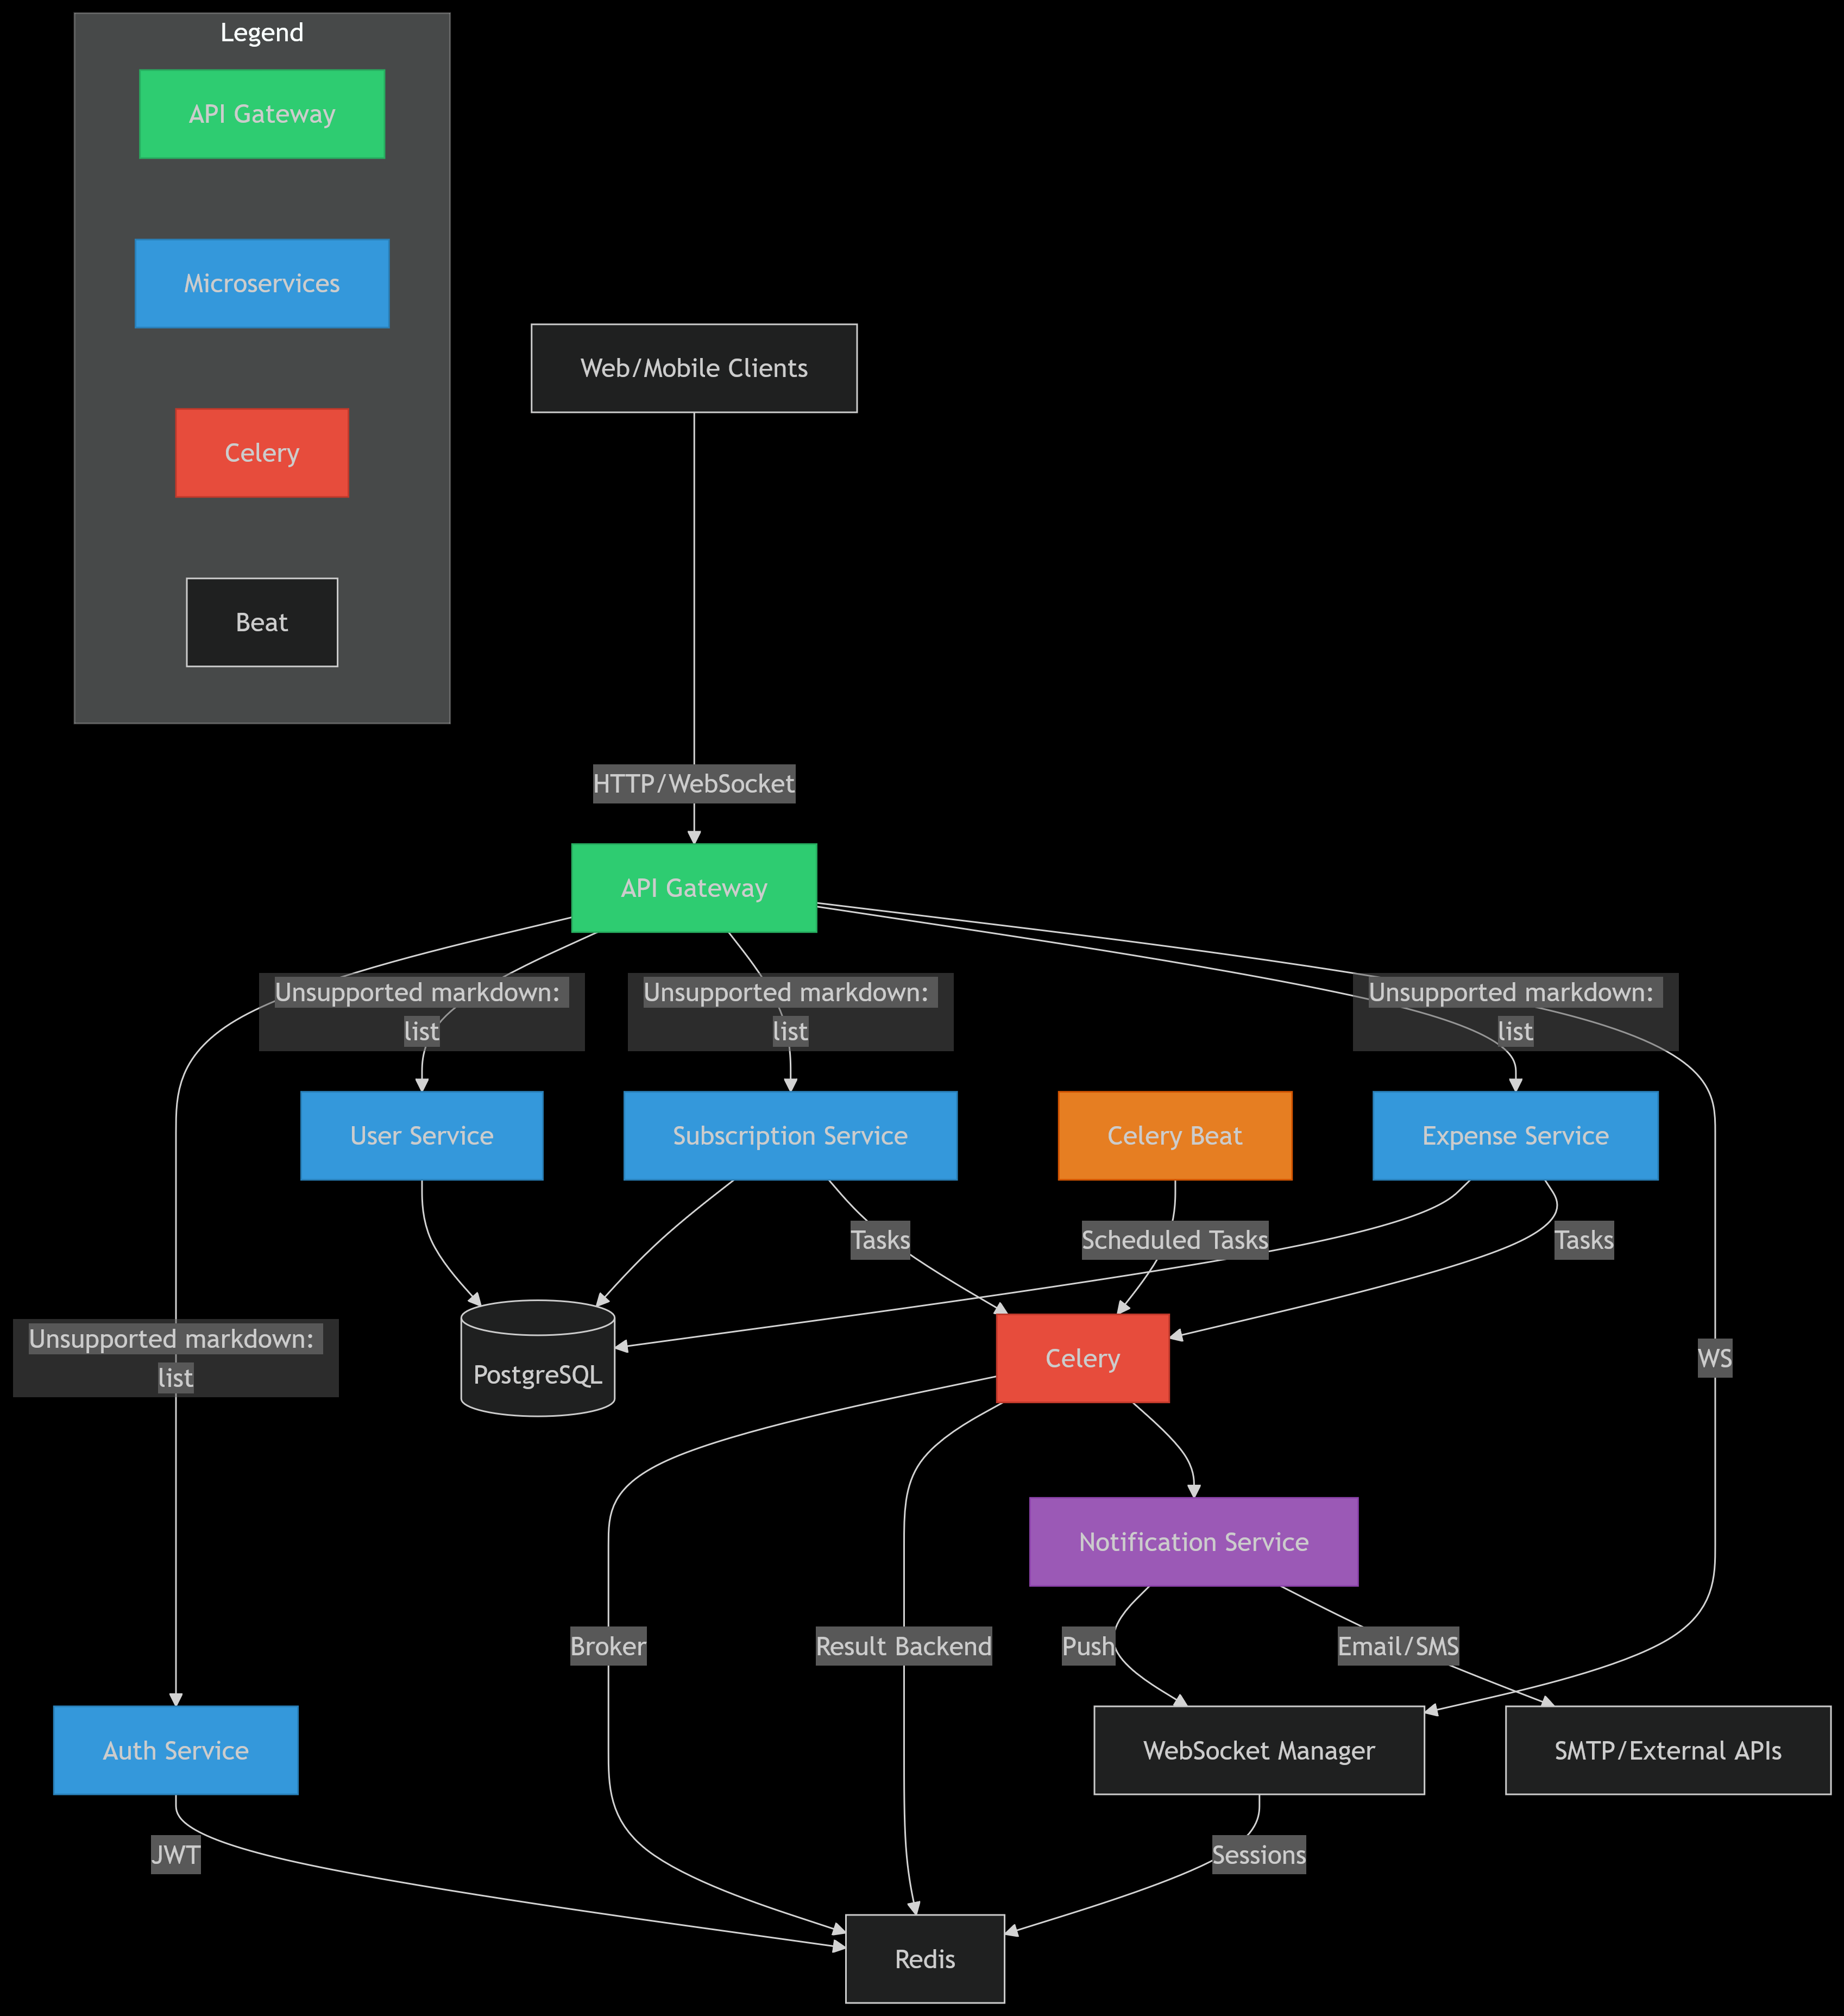 Legend
API Gateway
Microservices
Celery
Beat
Web/Mobile Clients
HTTP/WebSocket
API Gateway
Unsupported markdown:
list
Unsupported markdown:
list
Unsupported markdown:
list
User Service
Subscription Service
Celery Beat
Expense Service
Tasks
Scheduled Tasks
Tasks
Unsupported markdown:
list
PostgreSQL
Celery
WS
Notification Service
Broker
Result Backend
Push
Email/SMS
Auth Service
WebSocket Manager
SMTP/External APIs
JWT
Sessions
Redis